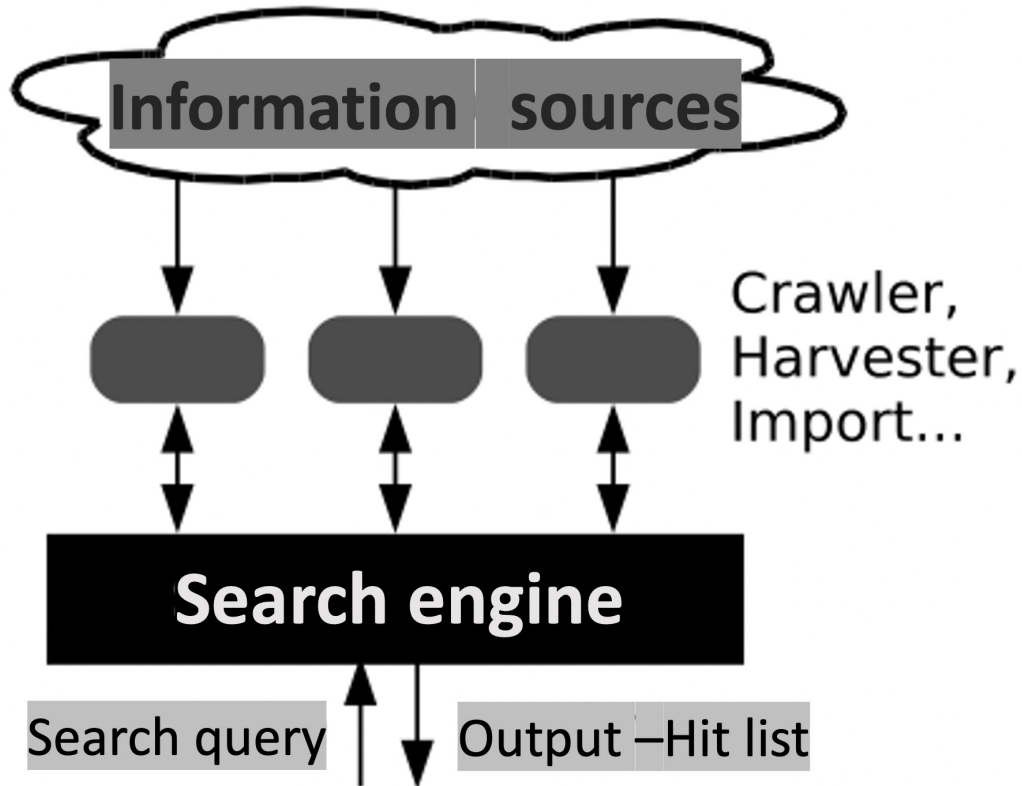 Information sources
Crawler,
Harvester,
Import...
Search engine
Search query
Output –Hit list